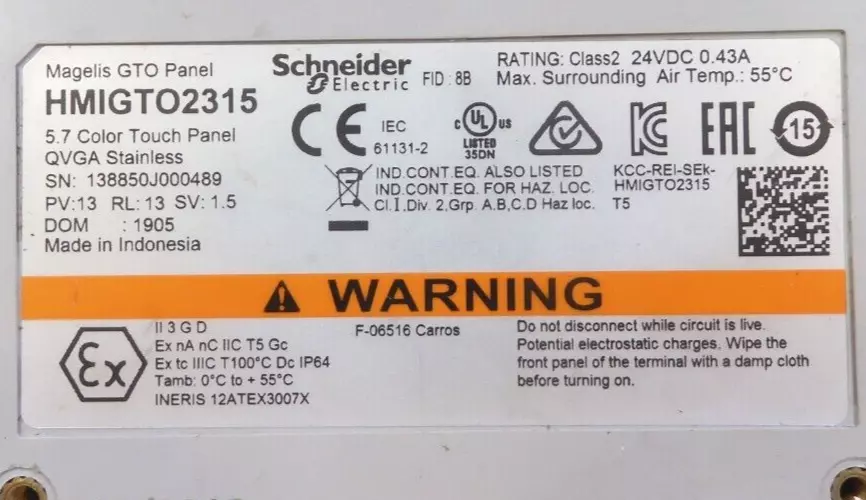 Magelis GTO Panel
HMIGTO2315
5.7 Color Touch Panel
QVGA Stainless
SN: 138850J000489
PV:13 RL: 13 SV: 1.5
DOM : 1905
Made in Indonesia
Schneider
Electric
FID : 8B
RATING: Class2 24VDC 0.43A
Max. Surrounding Air Temp.: 55°C
CE
IEC
61131-2
c UL us
LISTED
35DN
KC
EAC
15
IND.CONT.EQ. ALSO LISTED
IND.CONT.EQ. FOR HAZ. LOC.
Cl.I, Div. 2,Grp. A,B,C,D Haz loc. T5
KCC-REI-SEk-
HMIGTO2315
WARNING
Ex
II 3 G D
Ex nA nC IIC T5 Gc
Ex tc IIIC T100°C Dc IP64
Tamb: 0°C to + 55°C
INERIS 12ATEX3007X
F-06516 Carros
Do not disconnect while circuit is live.
Potential electrostatic charges, Wipe the
front panel of the terminal with a damp cloth
before turning on.